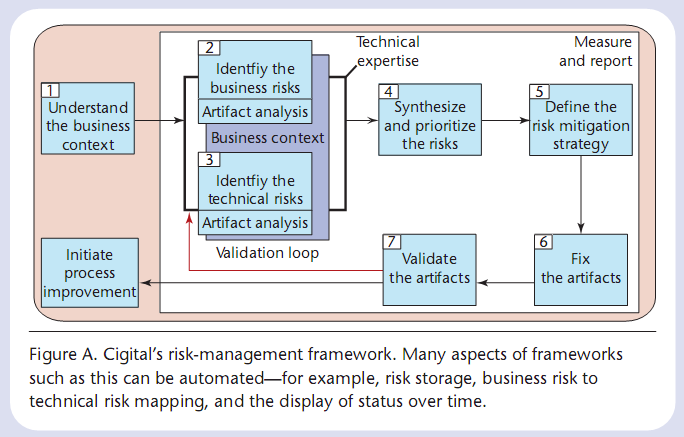 Technical
expertise
Measure
and report
1
Understand
the business
context
2
Identfiy the
business risks
Artifact analysis
Business context
3
Identfiy the
technical risks
Artifact analysis
Validation loop
4
Synthesize
and prioritize
the risks
5
Define the
risk mitigation
strategy
6
Fix
the artifacts
7
Validate
the artifacts
Initiate
process
improvement
Figure A. Cigital’s risk-management framework. Many aspects of frameworks
such as this can be automated—for example, risk storage, business risk to
technical risk mapping, and the display of status over time.